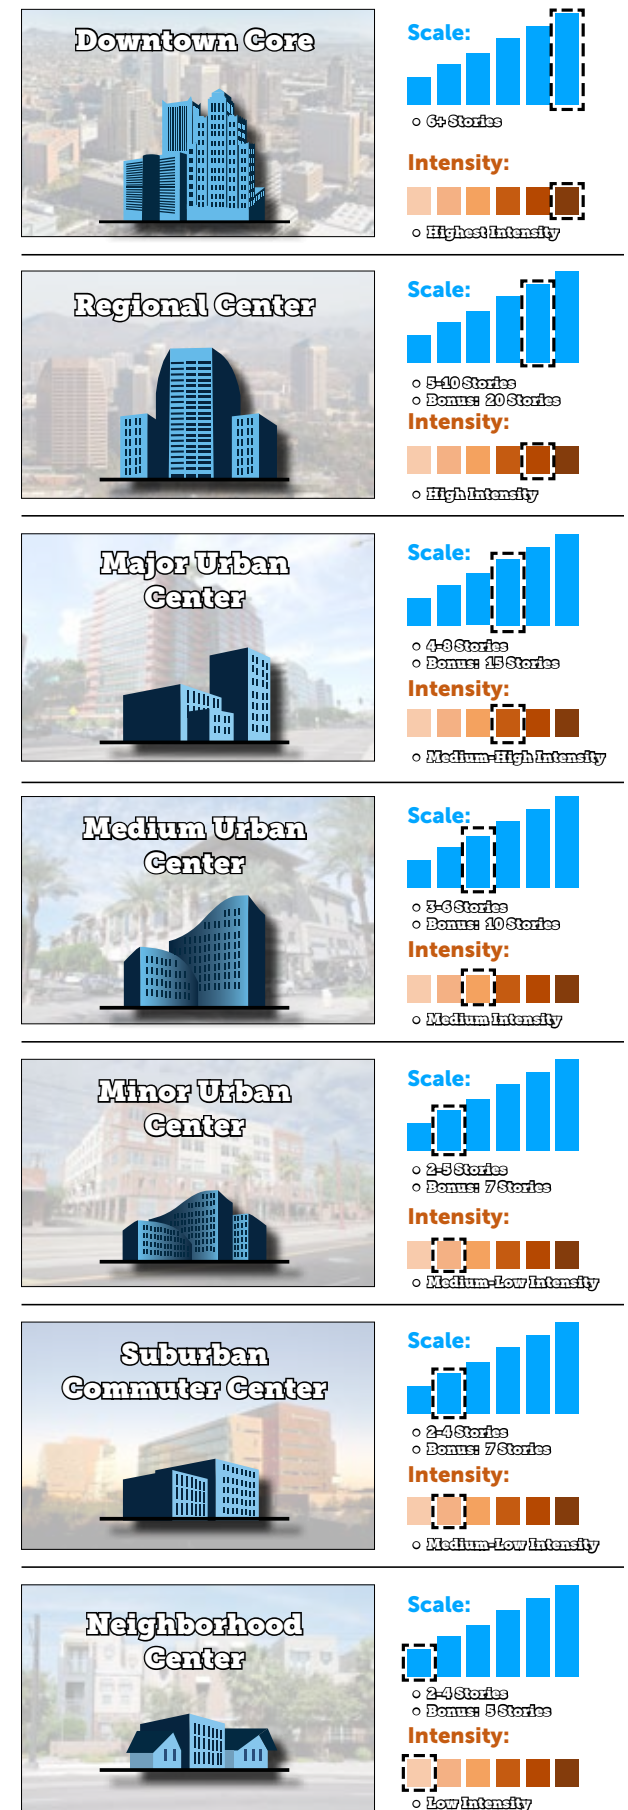 Downtown Core
Scale:
6+ Stories
Intensity:
Highest Intensity
Regional Center
Scale:
5-10 Stories
Bonus: 20 Stories
Intensity:
High Intensity
Major Urban
Center
Scale:
4-8 Stories
Bonus: 15 Stories
Intensity:
Medium-High Intensity
Medium Urban
Center
Scale:
3-6 Stories
Bonus: 10 Stories
Intensity:
Medium Intensity
Minor Urban
Center
Scale:
2-5 Stories
Bonus: 7 Stories
Intensity:
Medium-Low Intensity
Suburban
Commuter Center
Scale:
2-4 Stories
Bonus: 7 Stories
Intensity:
Medium-Low Intensity
Neighborhood
Center
Scale:
2-4 Stories
Bonus: 5 Stories
Intensity:
Low Intensity